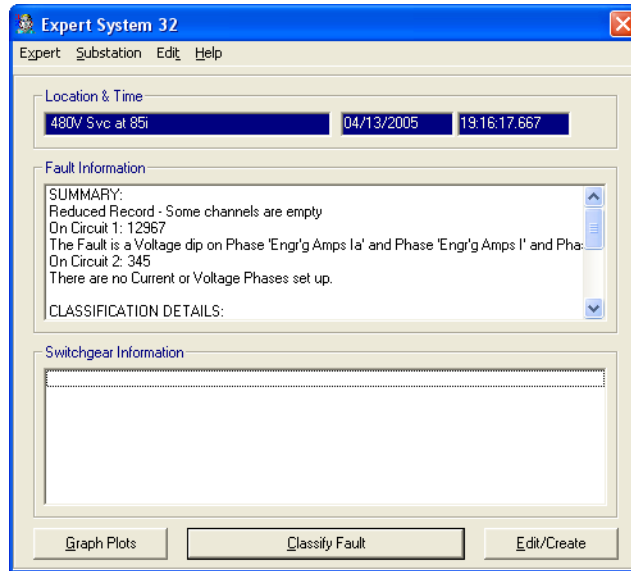 Expert System 32
Expert Substation Edit Help
Location & Time
480V Svc at 85i 04/13/2005 19:16:17.667
Fault Information
SUMMARY:
Reduced Record - Some channels are empty
On Circuit 1: 12967
The Fault is a Voltage dip on Phase 'Engr'g Amps Ia' and Phase 'Engr'g Amps I' and Pha
On Circuit 2: 345
There are no Current or Voltage Phases set up.
CLASSIFICATION DETAILS:
Switchgear Information
Graph Plots Classify Fault Edit/Create